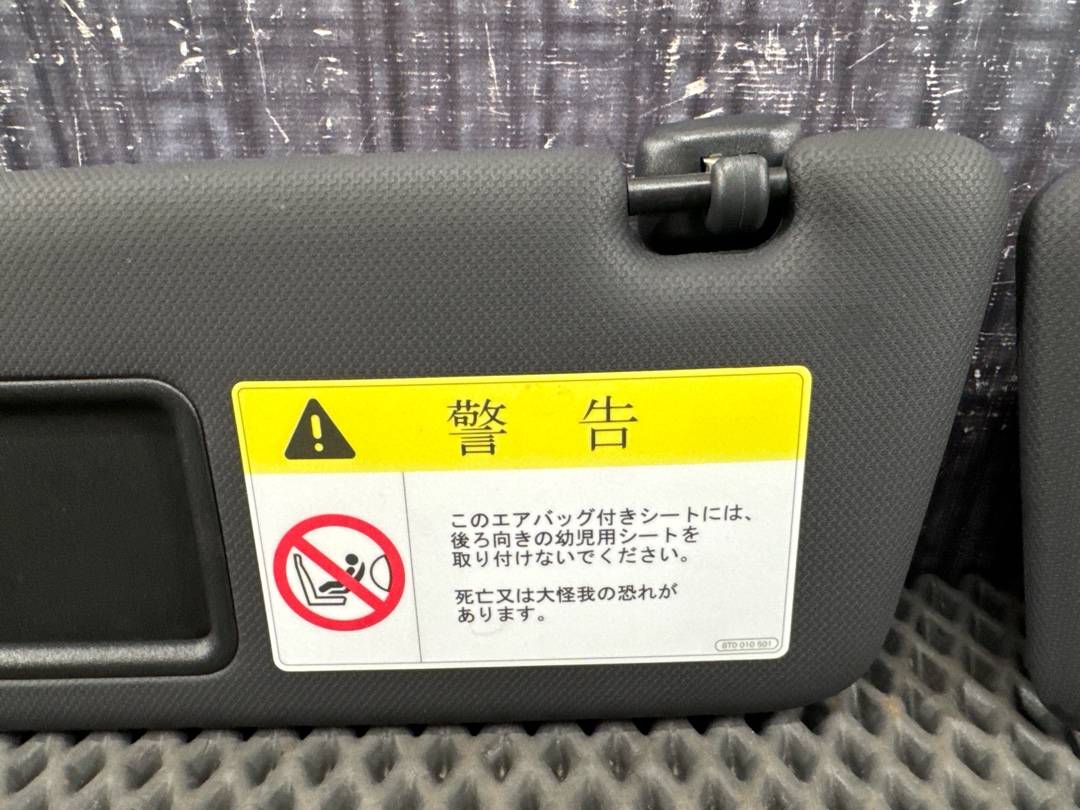 警告
このエアバッグ付きシートには、
後ろ向きの幼児用シートを
取り付けないでください。
死亡又は大怪我の恐れが
あります。
8T0 010 501